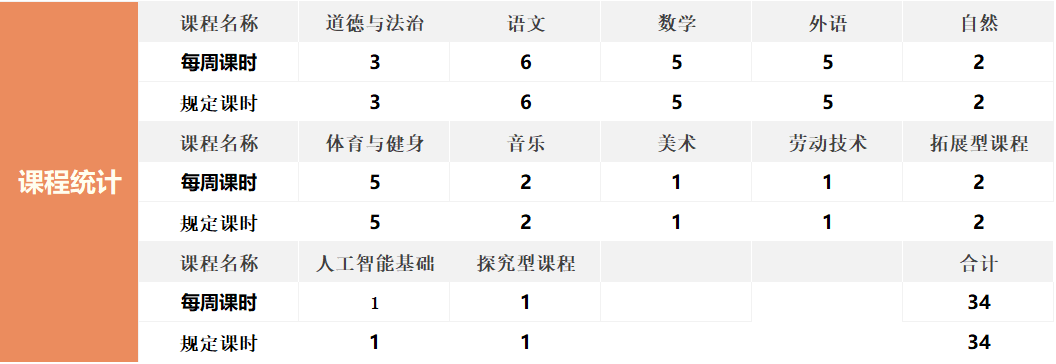 课程统计
课程名称 道德与法治 语文 数学 外语 自然
每周课时 3 6 5 5 2
规定课时 3 6 5 5 2
课程名称 体育与健身 音乐 美术 劳动技术 拓展型课程
每周课时 5 2 1 1 2
规定课时 5 2 1 1 2
课程名称 人工智能基础 探究型课程 合计
每周课时 1 1 34
规定课时 1 1 34